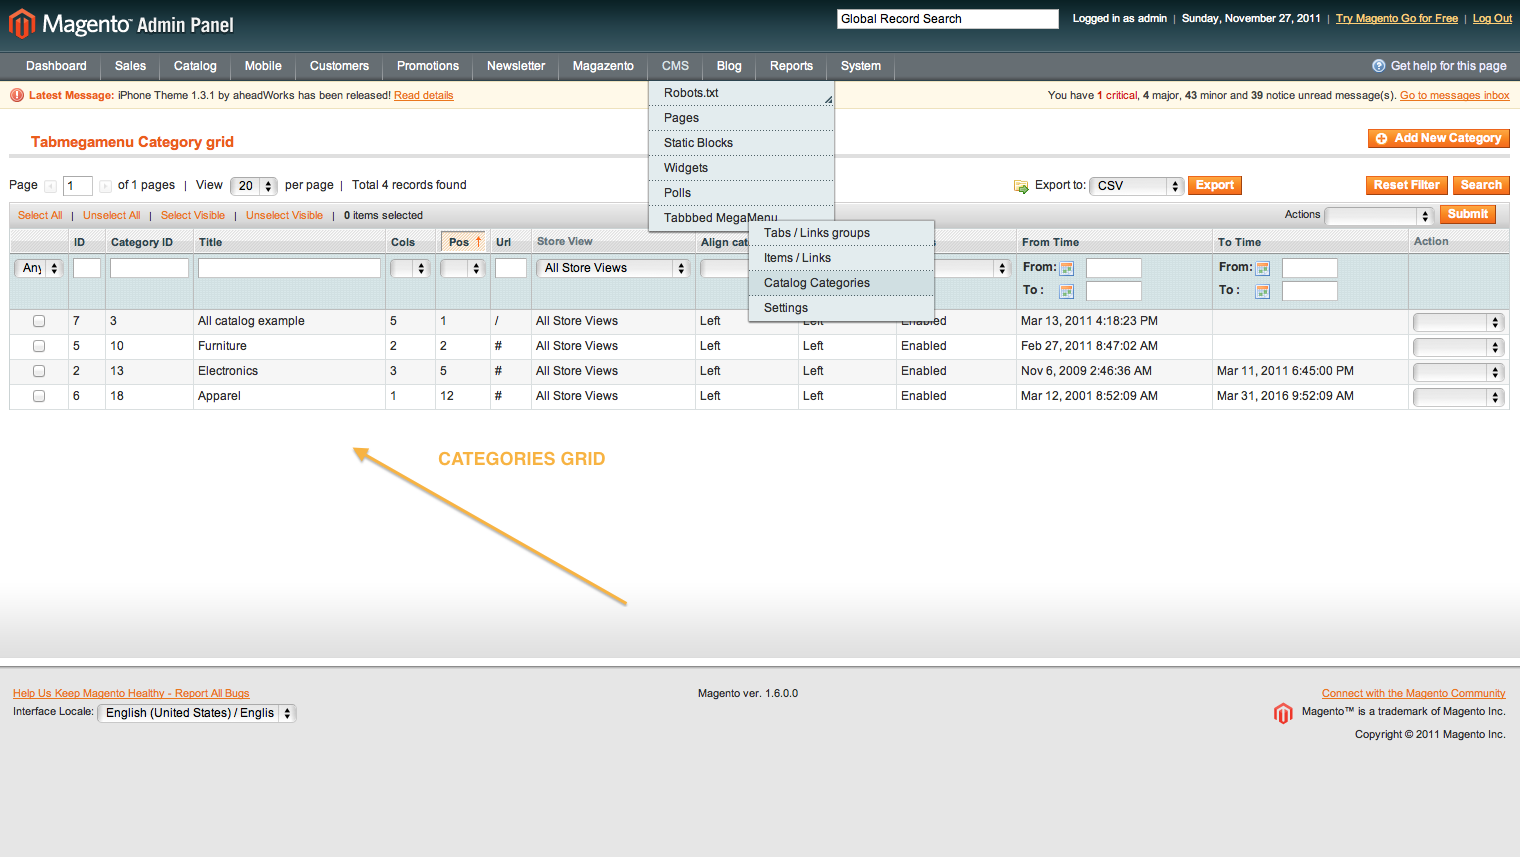 Magento Admin Panel
Global Record Search
Logged in as admin | Sunday, November 27, 2011 | Try Magento Go for Free | Log Out
Dashboard Sales Catalog Mobile Customers Promotions Newsletter Magazento CMS Blog Reports System
Get help for this page
Latest Message: iPhone Theme 1.3.1 by aheadWorks has been released! Read details
You have 1 critical, 4 major, 43 minor and 39 notice unread message(s). Go to messages inbox
Robots.txt
Pages
Static Blocks
Widgets
Polls
Tabbbed MegaMenu
Tabs / Links groups
Items / Links
Catalog Categories
Settings
Tabmegamenu Category grid
Add New Category
Page 1 of 1 pages | View 20 per page | Total 4 records found
Export to: CSV Export
Reset Filter Search
Select All | Unselect All | Select Visible | Unselect Visible | 0 items selected
Actions Submit
ID Category ID Title Cols Pos Url Store View Align From Time To Time Action
Any All Store Views From: From:
To : To :
7 3 All catalog example 5 1 / All Store Views Left Left Enabled Mar 13, 2011 4:18:23 PM
5 10 Furniture 2 2 # All Store Views Left Left Enabled Feb 27, 2011 8:47:02 AM
2 13 Electronics 3 5 # All Store Views Left Left Enabled Nov 6, 2009 2:46:36 AM Mar 11, 2011 6:45:00 PM
6 18 Apparel 1 12 # All Store Views Left Left Enabled Mar 12, 2001 8:52:09 AM Mar 31, 2016 9:52:09 AM
CATEGORIES GRID
Help Us Keep Magento Healthy - Report All Bugs
Interface Locale: English (United States) / Englis
Magento ver. 1.6.0.0
Connect with the Magento Community
Magento™ is a trademark of Magento Inc.
Copyright © 2011 Magento Inc.